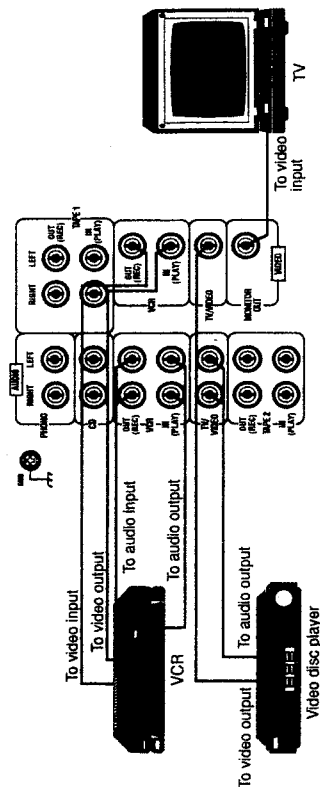 TV
To video
input
TAPE 1
OUT
(REC)
IN
(PLAY)
LEFT
RIGHT
OUT
(REC)
IN
(PLAY)
VCR
TV/VIDEO
MONITOR
OUT
VIDEO
AUDIO
LEFT
RIGHT
PHONO
CD
OUT
(REC)
VCR
IN
(PLAY)
TV/
VIDEO
OUT
(REC)
TAPE 2
IN
(PLAY)
GND
To video input
To video output
To audio input
To audio output
VCR
To video output
To audio output
Video disc player